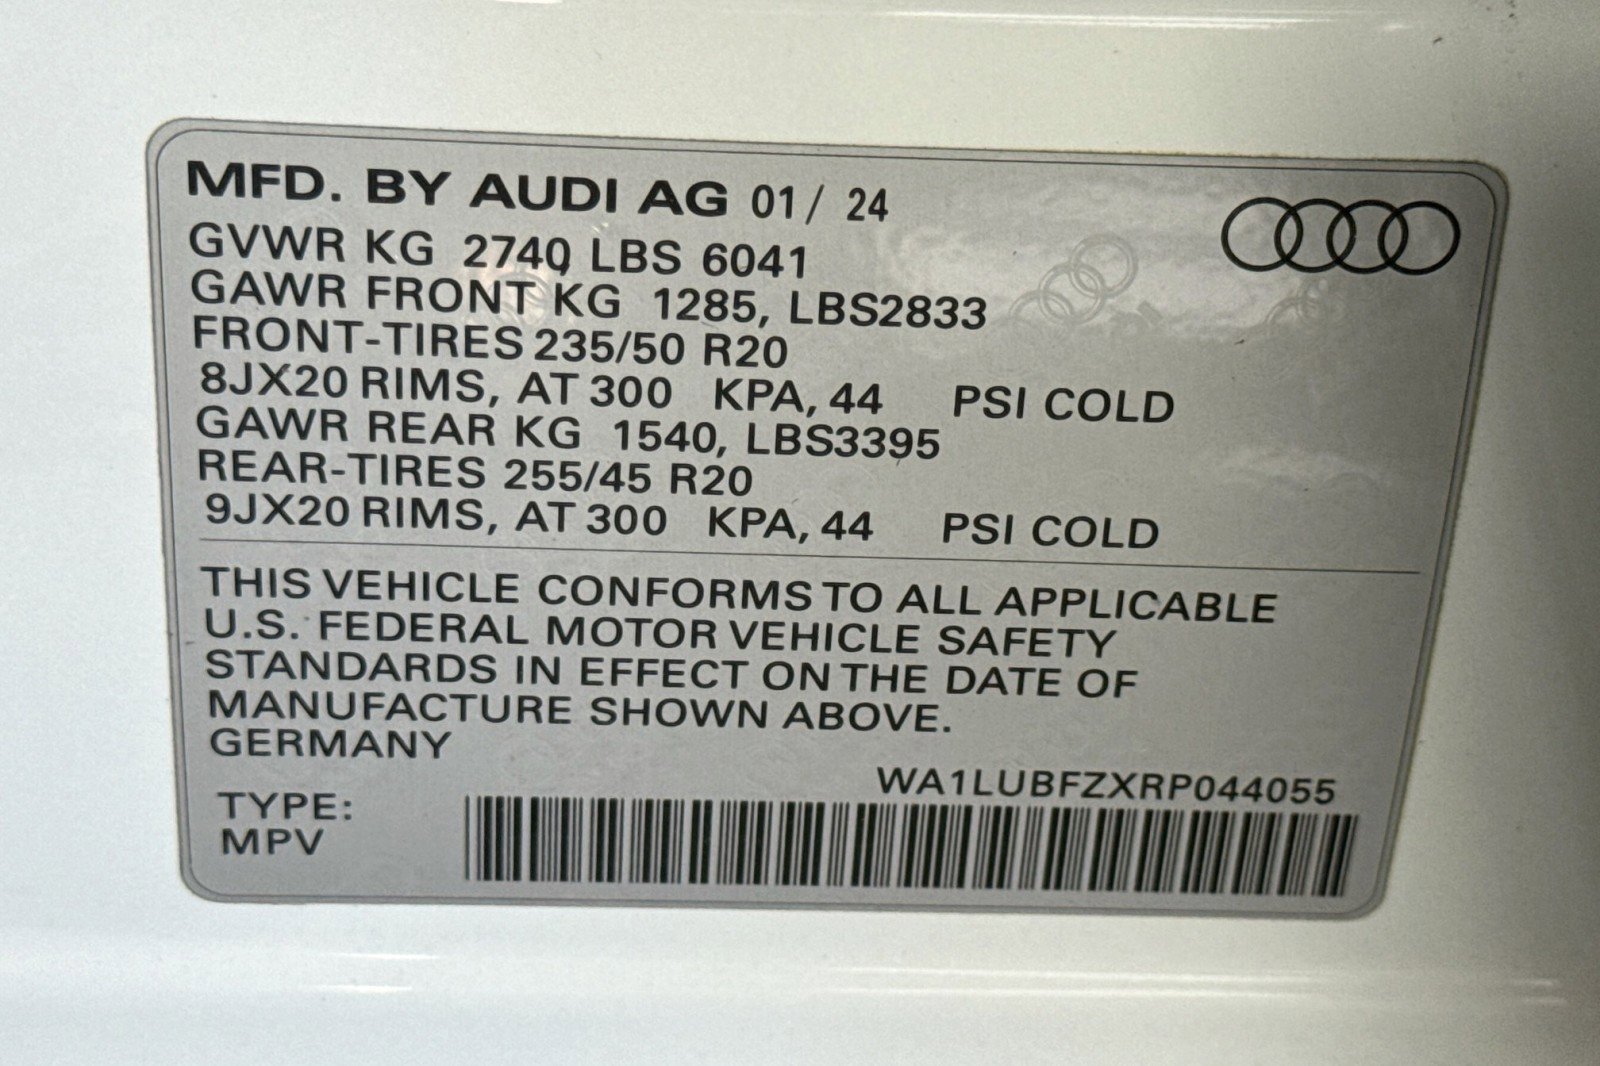 MFD. BY AUDI AG 01/ 24
GVWR KG 2740 LBS 6041
GAWR FRONT KG 1285, LBS2833
FRONT-TIRES 235/50 R20
8JX20 RIMS, AT 300 KPA, 44 PSI COLD
GAWR REAR KG 1540, LBS3395
REAR-TIRES 255/45 R20
9JX20 RIMS, AT 300 KPA, 44 PSI COLD
THIS VEHICLE CONFORMS TO ALL APPLICABLE
U.S. FEDERAL MOTOR VEHICLE SAFETY
STANDARDS IN EFFECT ON THE DATE OF
MANUFACTURE SHOWN ABOVE.
GERMANY
WA1LUBFZXRP044055
TYPE:
MPV